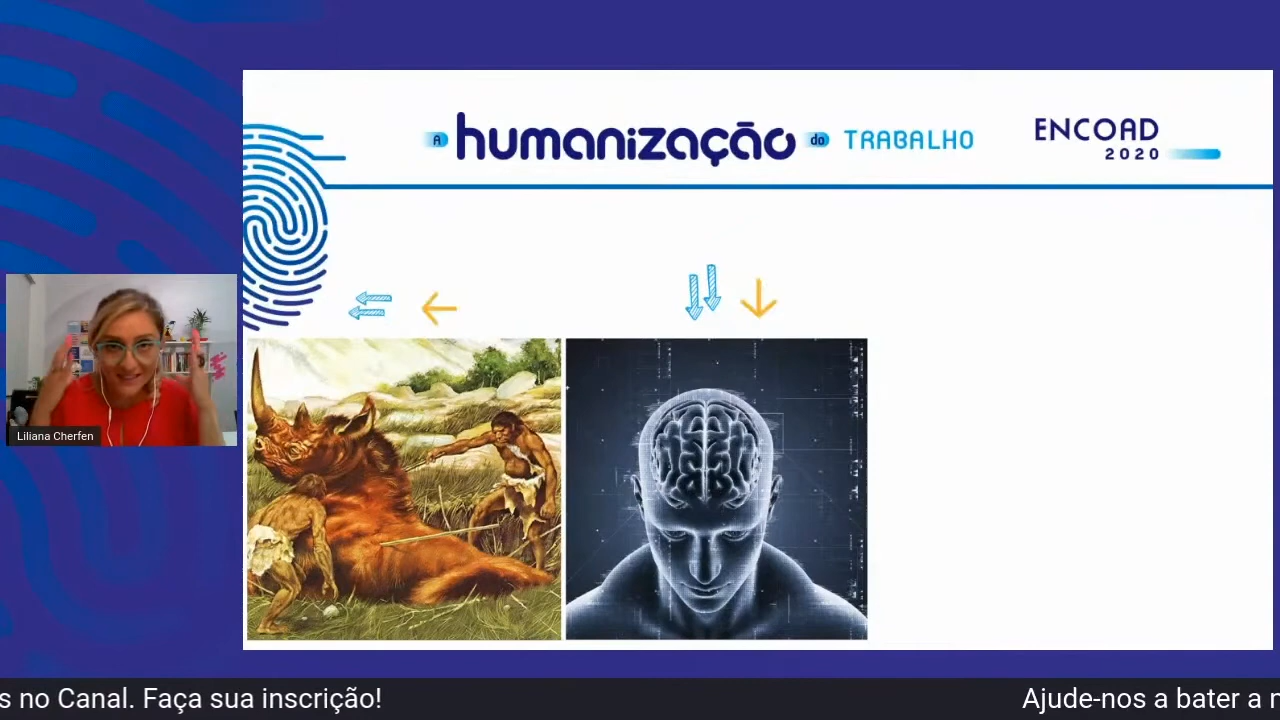 A humanização do TRABALHO
ENCOAD
2020
Liliana Cherfen
s no Canal. Faça sua inscrição!
Ajude-nos a bater a